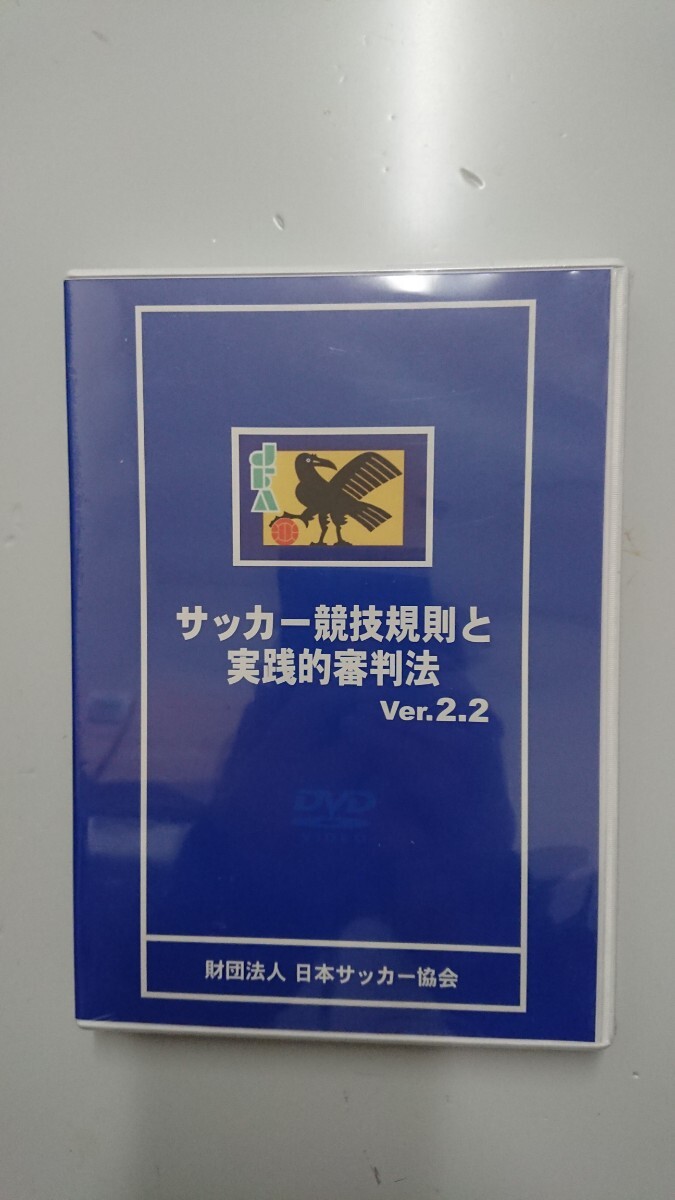 JFA
サッカー競技規則と
実践的審判法
Ver.2.2
DVD
VIDEO
財団法人 日本サッカー協会